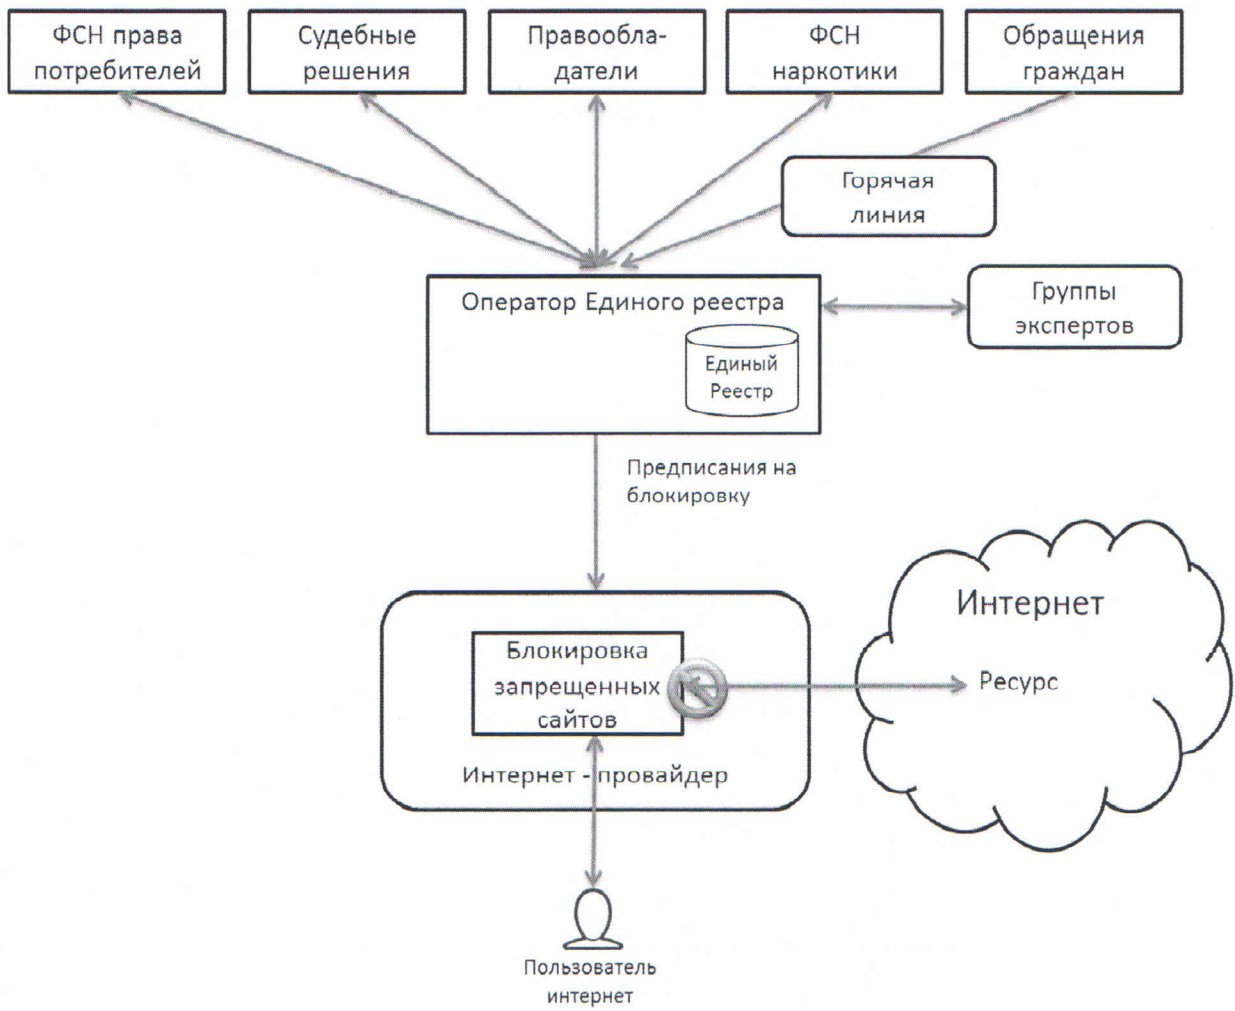 ФСН права
потребителей
Судебные
решения
Правообла-
датели
ФСН
наркотики
Обращения
граждан
Горячая
линия
Оператор Единого реестра
Единый
Реестр
Группы
экспертов
Предписания на
блокировку
Интернет
Ресурс
Блокировка
запрещенных
сайтов
Интернет - провайдер
Пользователь
интернет